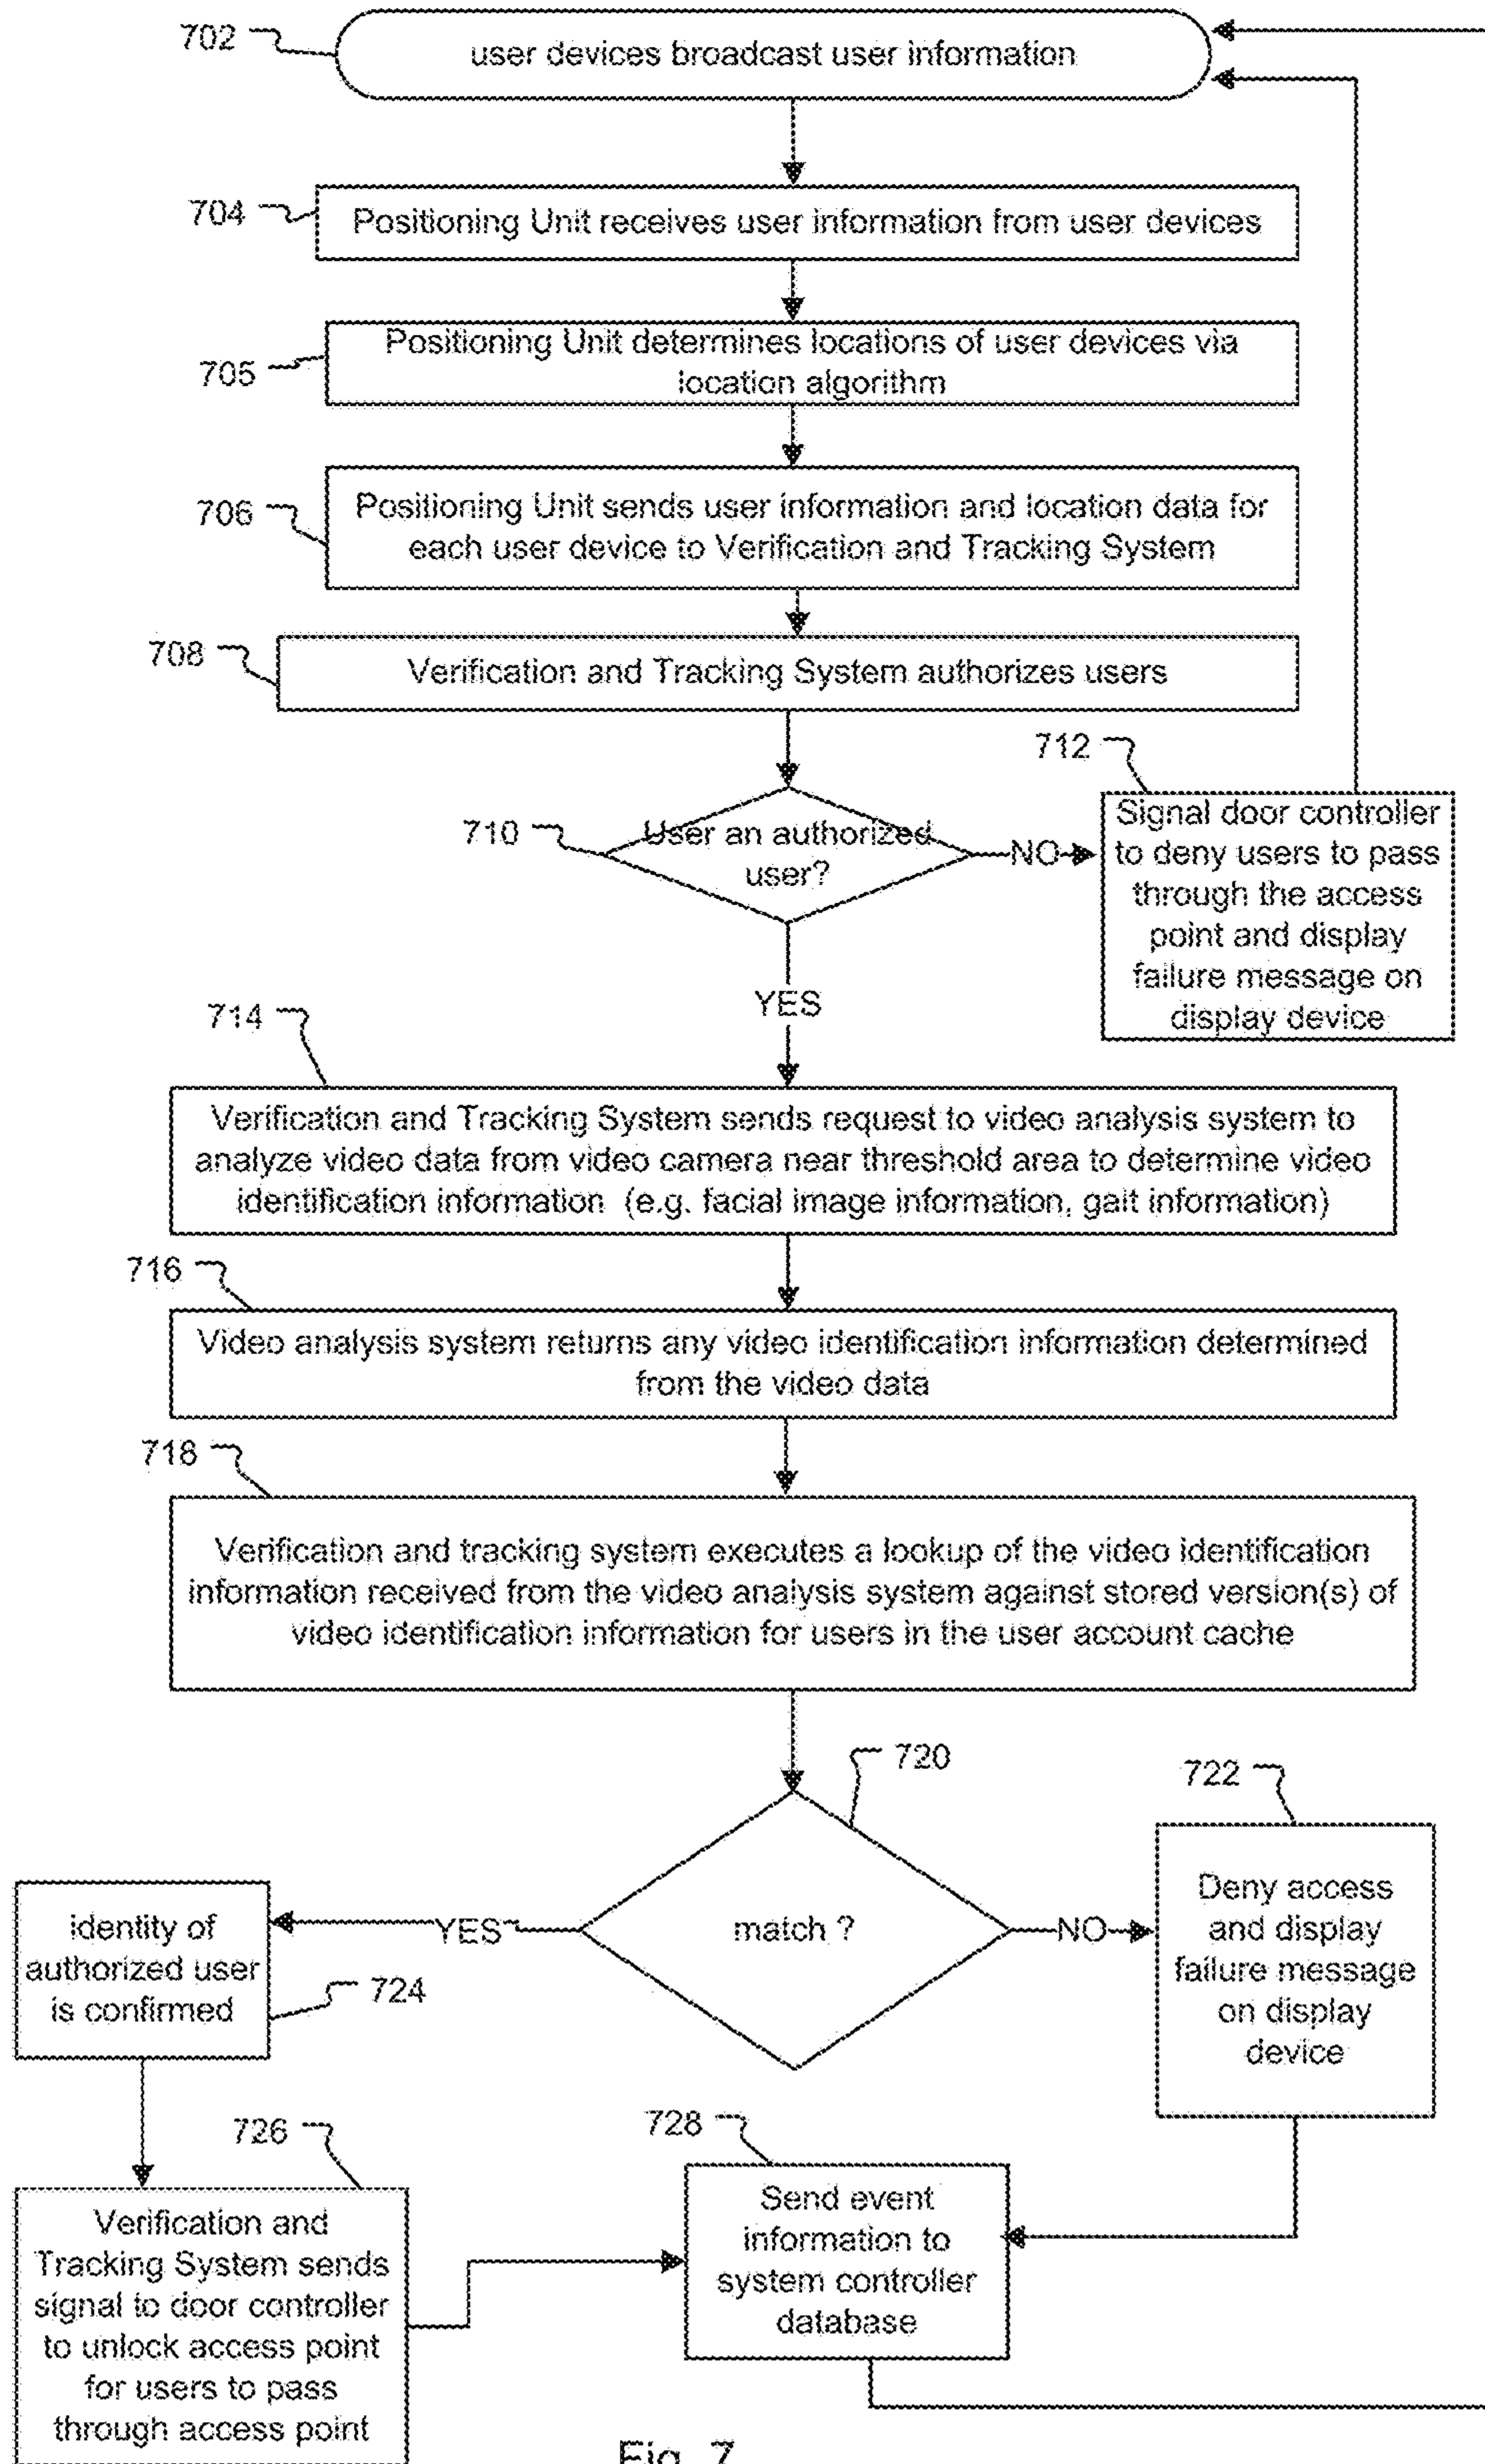 702
user devices broadcast user information
704
Positioning Unit receives user information from user devices
705
Positioning Unit determines locations of user devices via
location algorithm
706
Positioning Unit sends user information and location data for
each user device to Verification and Tracking System
708
Verification and Tracking System authorizes users
710
User an authorized
user?
NO
712
Signal door controller
to deny users to pass
through the access
point and display
failure message on
display device
YES
714
Verification and Tracking System sends request to video analysis system to
analyze video data from video camera near threshold area to determine video
identification information (e.g. facial image information, gait information)
716
Video analysis system returns any video identification information determined
from the video data
718
Verification and tracking system executes a lookup of the video identification
information received from the video analysis system against stored version(s) of
video identification information for users in the user account cache
720
match ?
YES
NO
722
Deny access
and display
failure message
on display
device
identity of
authorized user
is confirmed
724
726
Verification and
Tracking System sends
signal to door controller
to unlock access point
for users to pass
through access point
728
Send event
information to
system controller
database
Fig. 7